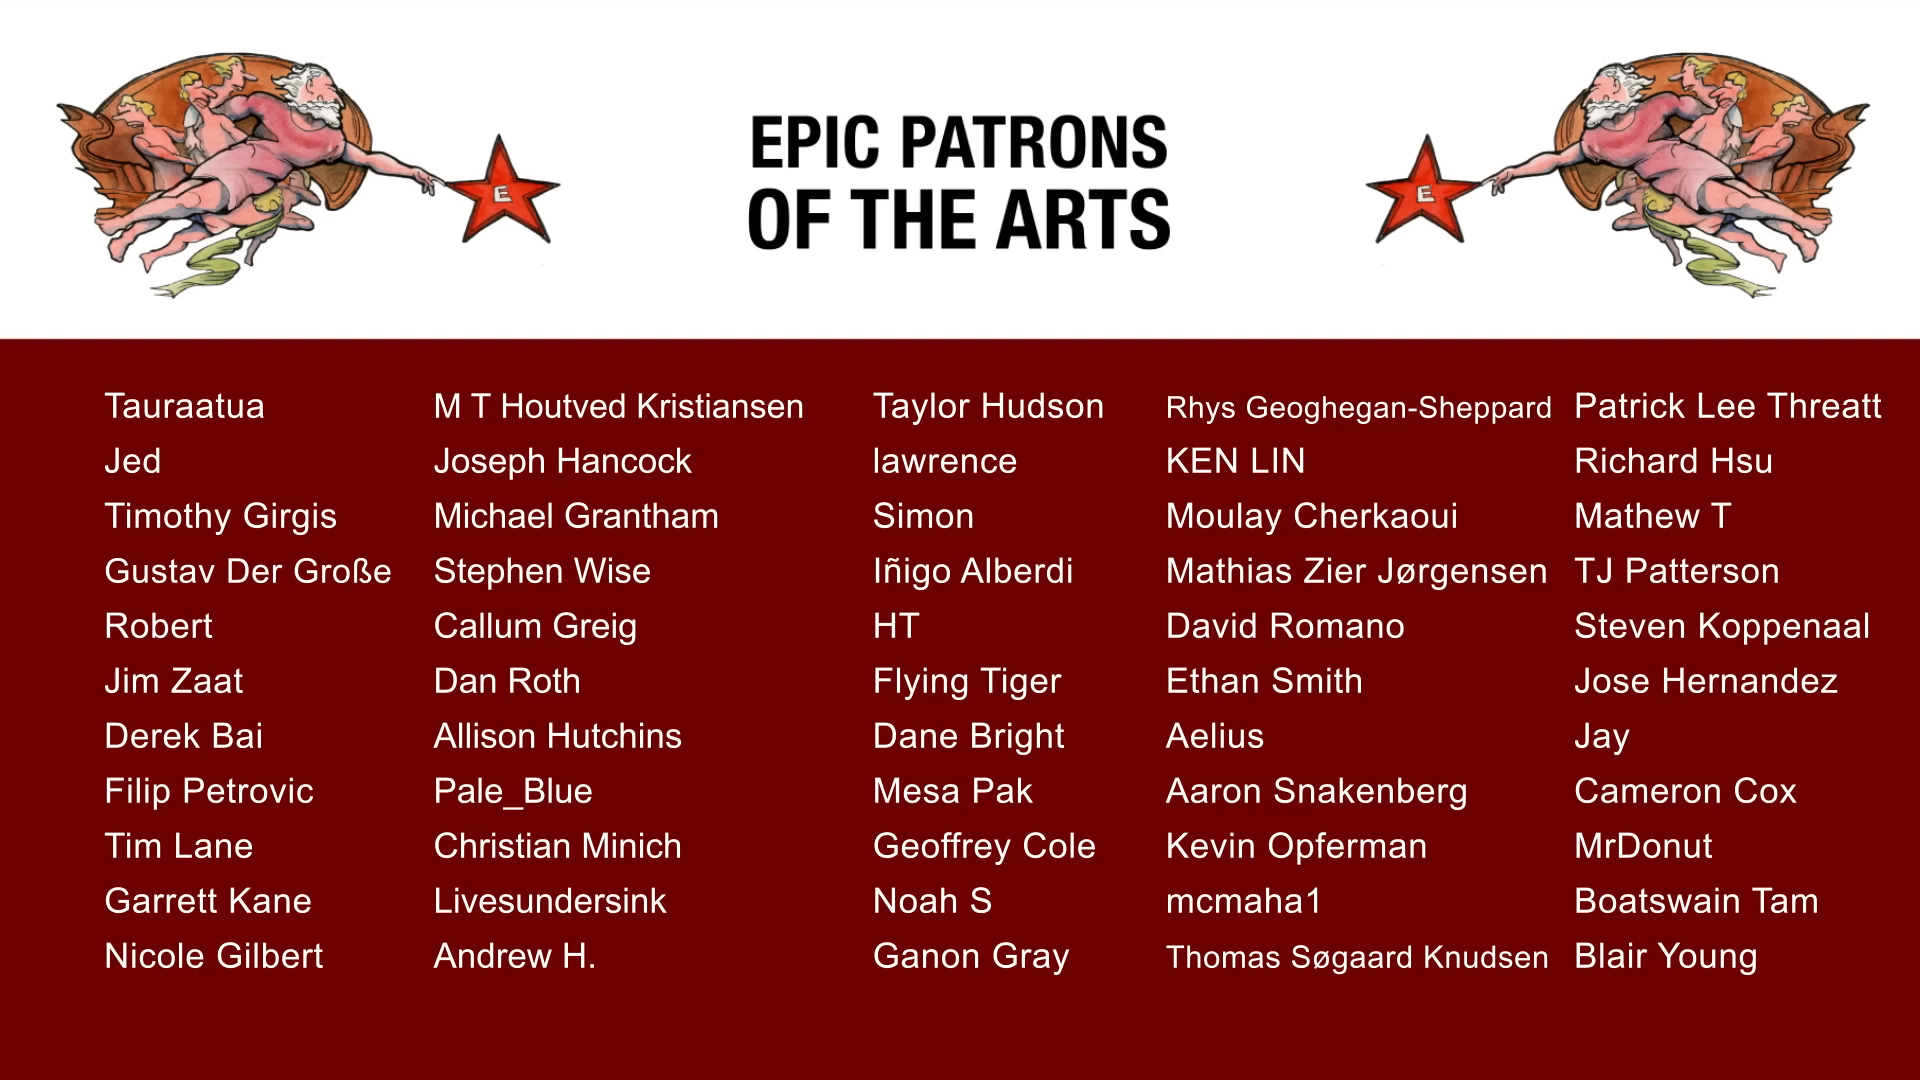 EPIC PATRONS
OF THE ARTS
E
E
Tauraatua
Jed
Timothy Girgis
Gustav Der Große
Robert
Jim Zaat
Derek Bai
Filip Petrovic
Tim Lane
Garrett Kane
Nicole Gilbert
M T Houtved Kristiansen
Joseph Hancock
Michael Grantham
Stephen Wise
Callum Greig
Dan Roth
Allison Hutchins
Pale_Blue
Christian Minich
Livesundersink
Andrew H.
Taylor Hudson
lawrence
Simon
Iñigo Alberdi
HT
Flying Tiger
Dane Bright
Mesa Pak
Geoffrey Cole
Noah S
Ganon Gray
Rhys Geoghegan-Sheppard
KEN LIN
Moulay Cherkaoui
Mathias Zier Jørgensen
David Romano
Ethan Smith
Aelius
Aaron Snakenberg
Kevin Opferman
mcmaha1
Thomas Søgaard Knudsen
Patrick Lee Threatt
Richard Hsu
Mathew T
TJ Patterson
Steven Koppenaal
Jose Hernandez
Jay
Cameron Cox
MrDonut
Boatswain Tam
Blair Young